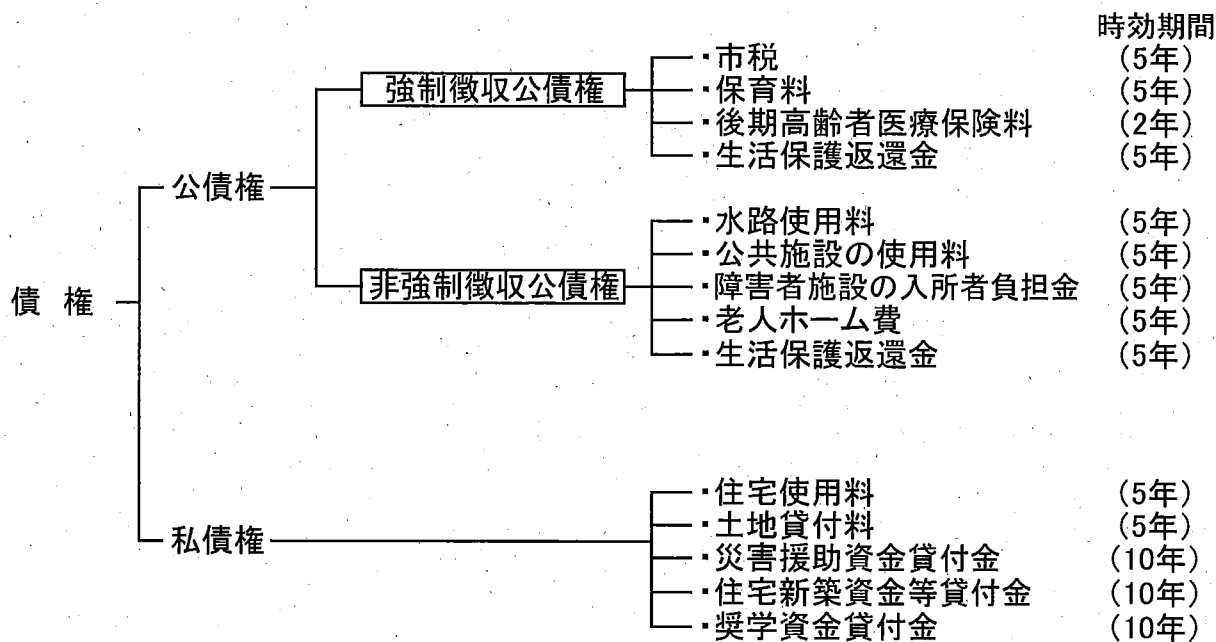 時効期間
債権
公債権
強制徴収公債権
・市税 (5年)
・保育料 (5年)
・後期高齢者医療保険料 (2年)
・生活保護返還金 (5年)
非強制徴収公債権
・水路使用料 (5年)
・公共施設の使用料 (5年)
・障害者施設の入所者負担金 (5年)
・老人ホーム費 (5年)
・生活保護返還金 (5年)
私債権
・住宅使用料 (5年)
・土地貸付料 (5年)
・災害援助資金貸付金 (10年)
・住宅新築資金等貸付金 (10年)
・奨学資金貸付金 (10年)